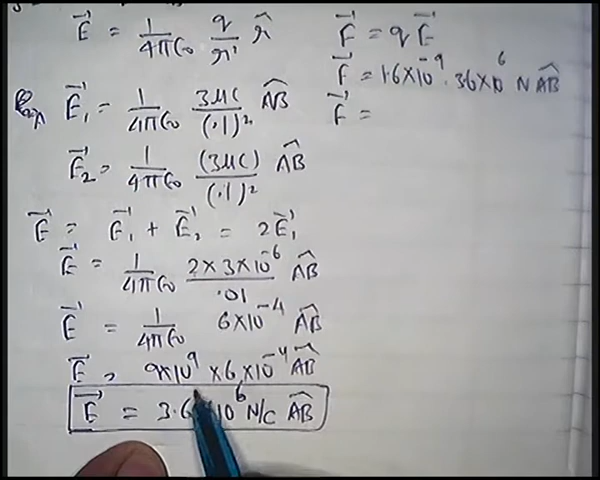 E⃗ = 1/4πε₀ q/r² r̂
E⃗₁ = 1/4πε₀ 3μC/(.1)² AB̂
E⃗₂ = 1/4πε₀ (3μC)/(.1)² AB̂
E⃗ = E⃗₁ + E⃗₂ = 2E⃗₁
E⃗ = 1/4πε₀ 2×3×10⁻⁶/.01 AB̂
E⃗ = 1/4πε₀ 6×10⁻⁴ AB̂
E⃗ = 9×10⁹ × 6×10⁻⁴ AB̂
E⃗ = 3.6 10⁶ N/C AB̂
F⃗ = qE⃗
F⃗ = 1.6×10⁻⁹ . 36×10⁶ N AB̂
F⃗ =